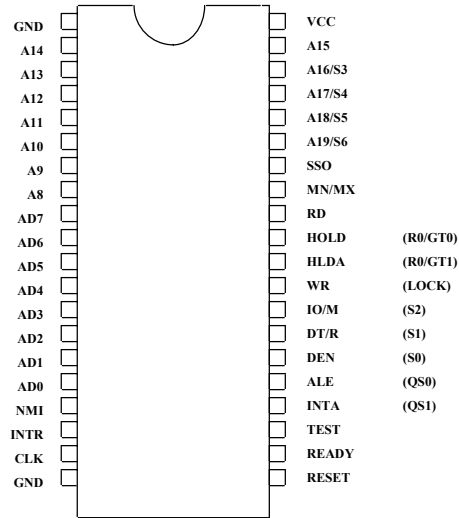 GND
A14
A13
A12
A11
A10
A9
A8
AD7
AD6
AD5
AD4
AD3
AD2
AD1
AD0
NMI
INTR
CLK
GND
VCC
A15
A16/S3
A17/S4
A18/S5
A19/S6
SSO
MN/MX
RD
HOLD (R0/GT0)
HLDA (R0/GT1)
WR (LOCK)
IO/M (S2)
DT/R (S1)
DEN (S0)
ALE (QS0)
INTA (QS1)
TEST
READY
RESET